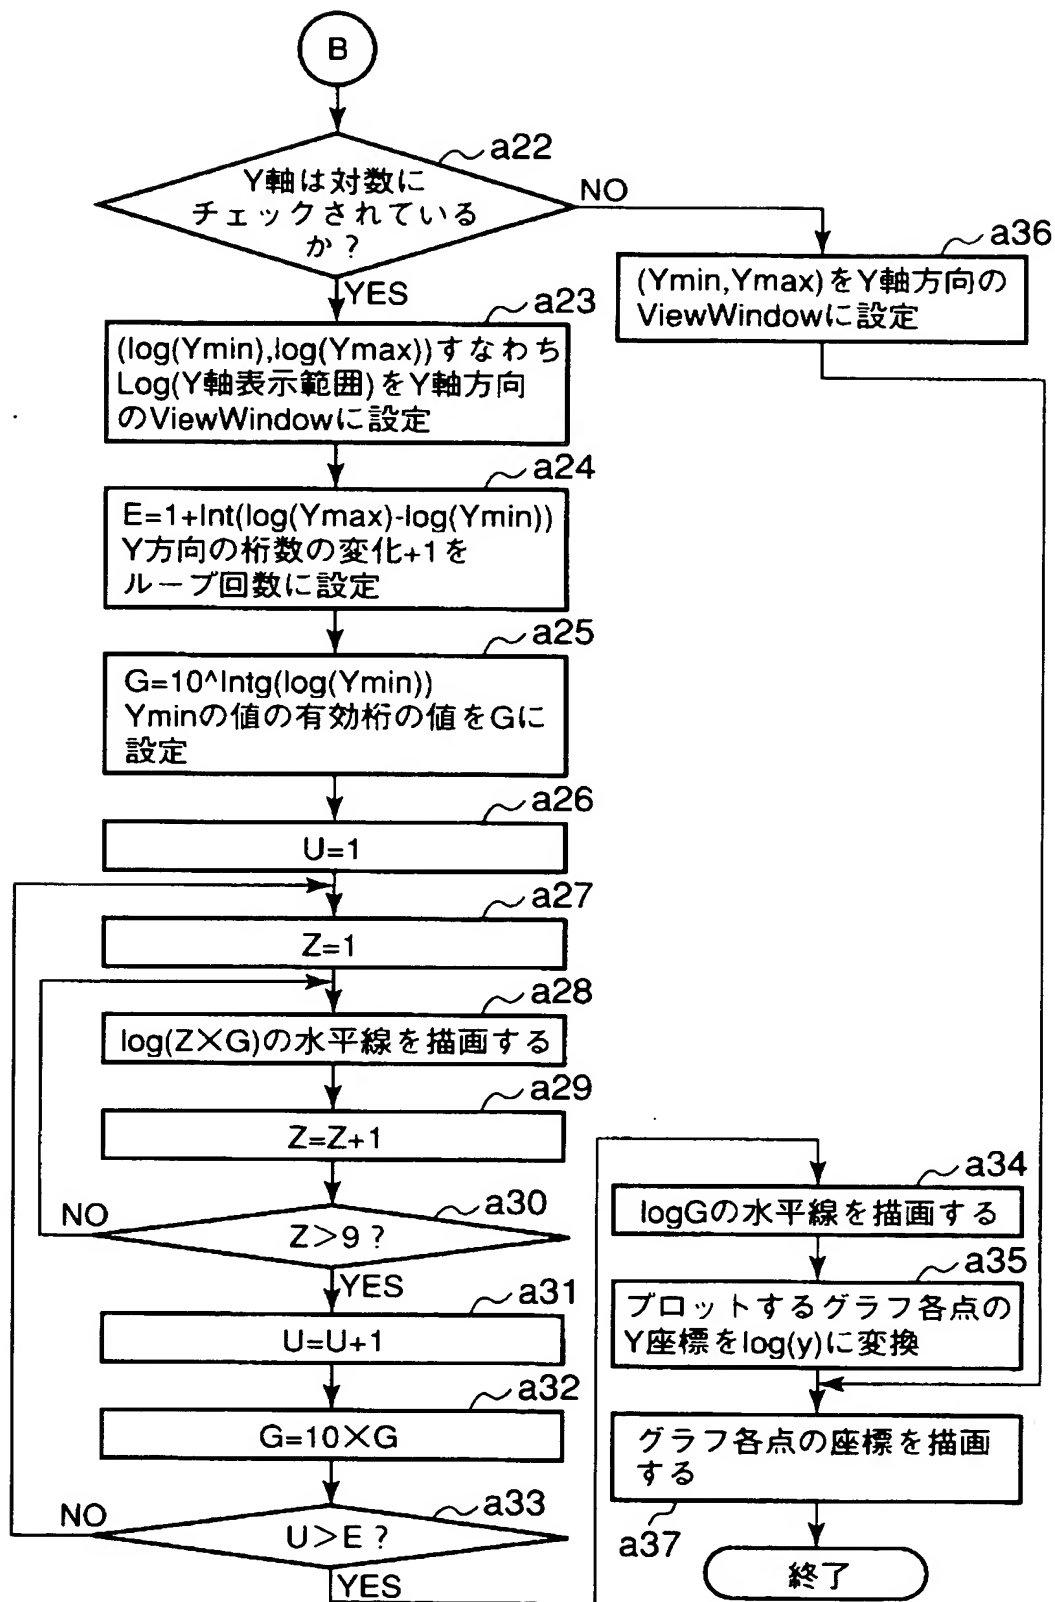 B
a22
Y軸は対数に
チェックされている
か?
NO
YES
a36
(Ymin,Ymax)をY軸方向の
ViewWindowに設定
a23
(log(Ymin),log(Ymax))すなわち
Log(Y軸表示範囲)をY軸方向
のViewWindowに設定
a24
E=1+Int(log(Ymax)-log(Ymin))
Y方向の桁数の変化+1を
ループ回数に設定
a25
G=10^Intg(log(Ymin))
Yminの値の有効桁の値をGに
設定
a26
U=1
a27
Z=1
a28
log(Z×G)の水平線を描画する
a29
Z=Z+1
a30
NO
Z>9?
YES
a31
U=U+1
a32
G=10×G
a33
NO
U>E?
YES
a34
logGの水平線を描画する
a35
プロットするグラフ各点の
Y座標をlog(y)に変換
グラフ各点の座標を描画
する
a37
終了